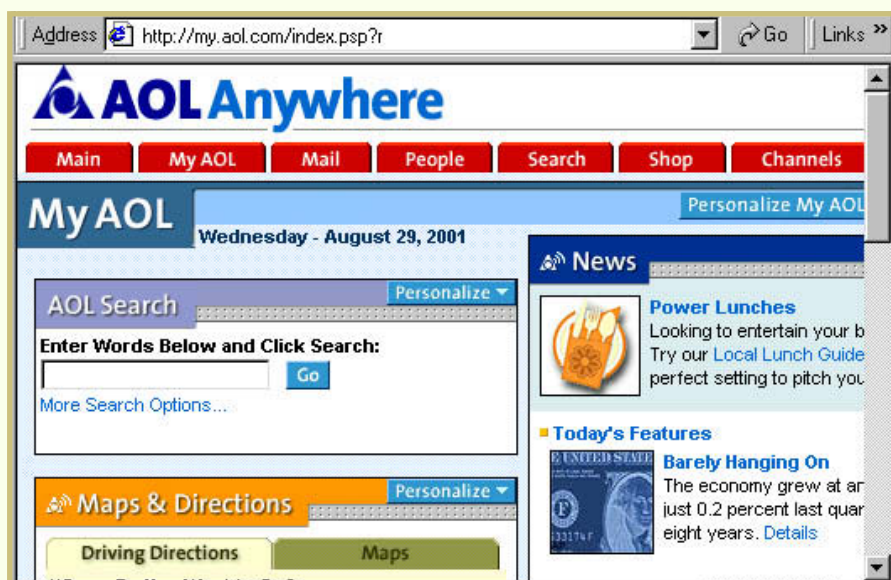 Address http://my.aol.com/index.psp?r Go Links »
AOL Anywhere
Main My AOL Mail People Search Shop Channels
My AOL
Personalize My AOL
Wednesday - August 29, 2001
AOL Search
Personalize
Enter Words Below and Click Search:
Go
More Search Options...
Maps & Directions
Personalize
Driving Directions Maps
News
Power Lunches
Looking to entertain your b
Try our Local Lunch Guide
perfect setting to pitch you
Today's Features
Barely Hanging On
The economy grew at an
just 0.2 percent last quar
eight years. Details